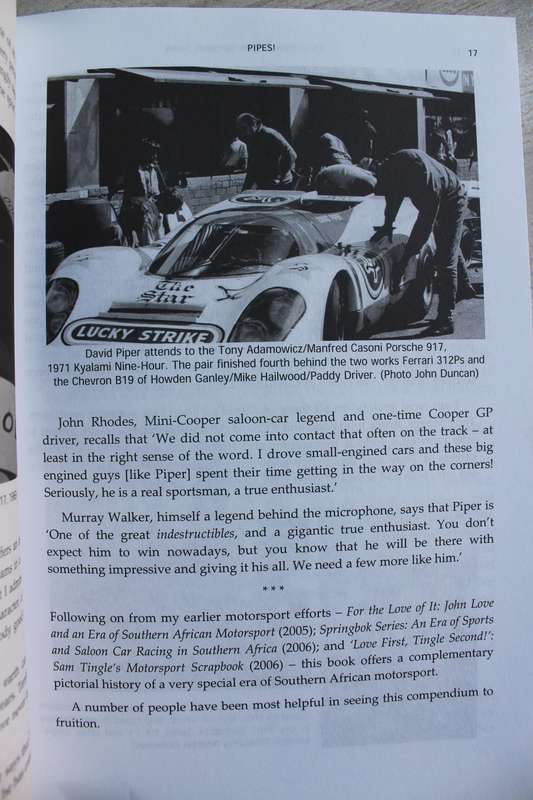 PIPES!
17
The
Star
LUCKY STRIKE
David Piper attends to the Tony Adamowicz/Manfred Casoni Porsche 917,
1971 Kyalami Nine-Hour. The pair finished fourth behind the two works Ferrari 312Ps and
the Chevron B19 of Howden Ganley/Mike Hailwood/Paddy Driver. (Photo John Duncan)
John Rhodes, Mini-Cooper saloon-car legend and one-time Cooper GP
driver, recalls that ‘We did not come into contact that often on the track – at
least in the right sense of the word. I drove small-engined cars and these big
engined guys [like Piper] spent their time getting in the way on the corners!
Seriously, he is a real sportsman, a true enthusiast.’
Murray Walker, himself a legend behind the microphone, says that Piper is
‘One of the great indestructibles, and a gigantic true enthusiast. You don’t
expect him to win nowadays, but you know that he will be there with
something impressive and giving it his all. We need a few more like him.’
* * *
Following on from my earlier motorsport efforts – For the Love of It: John Love
and an Era of Southern African Motorsport (2005); Springbok Series: An Era of Sports
and Saloon Car Racing in Southern Africa (2006); and ‘Love First, Tingle Second!’:
Sam Tingle’s Motorsport Scrapbook (2006) – this book offers a complementary
pictorial history of a very special era of Southern African motorsport.
A number of people have been most helpful in seeing this compendium to
fruition.